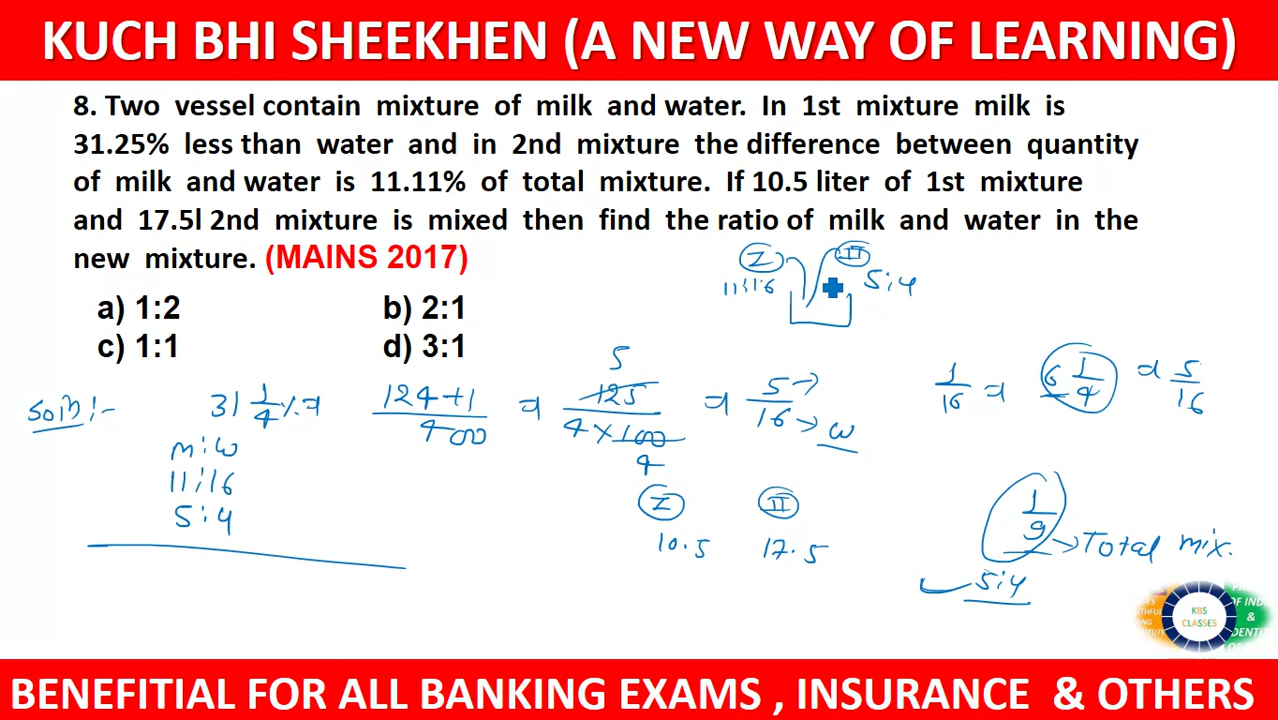 KUCH BHI SHEEKHEN (A NEW WAY OF LEARNING)
8. Two vessel contain mixture of milk and water. In 1st mixture milk is
31.25% less than water and in 2nd mixture the difference between quantity
of milk and water is 11.11% of total mixture. If 10.5 liter of 1st mixture
and 17.5l 2nd mixture is mixed then find the ratio of milk and water in the
new mixture. (MAINS 2017)
I II
11:16 5:4
a) 1:2 b) 2:1
c) 1:1 d) 3:1
Soln:- 31 1/4 % ⇒ 124+1/400 ⇒ 125/4×100 ⇒ 5/16 → w
5
4
1/16 ⇒ 6 1/4 ⇒ 5/16
m:w
11:16
5:4
I II
10.5 17.5
1/9 → Total mix.
5:4
KBS
CLASSES
BENEFITIAL FOR ALL BANKING EXAMS , INSURANCE & OTHERS